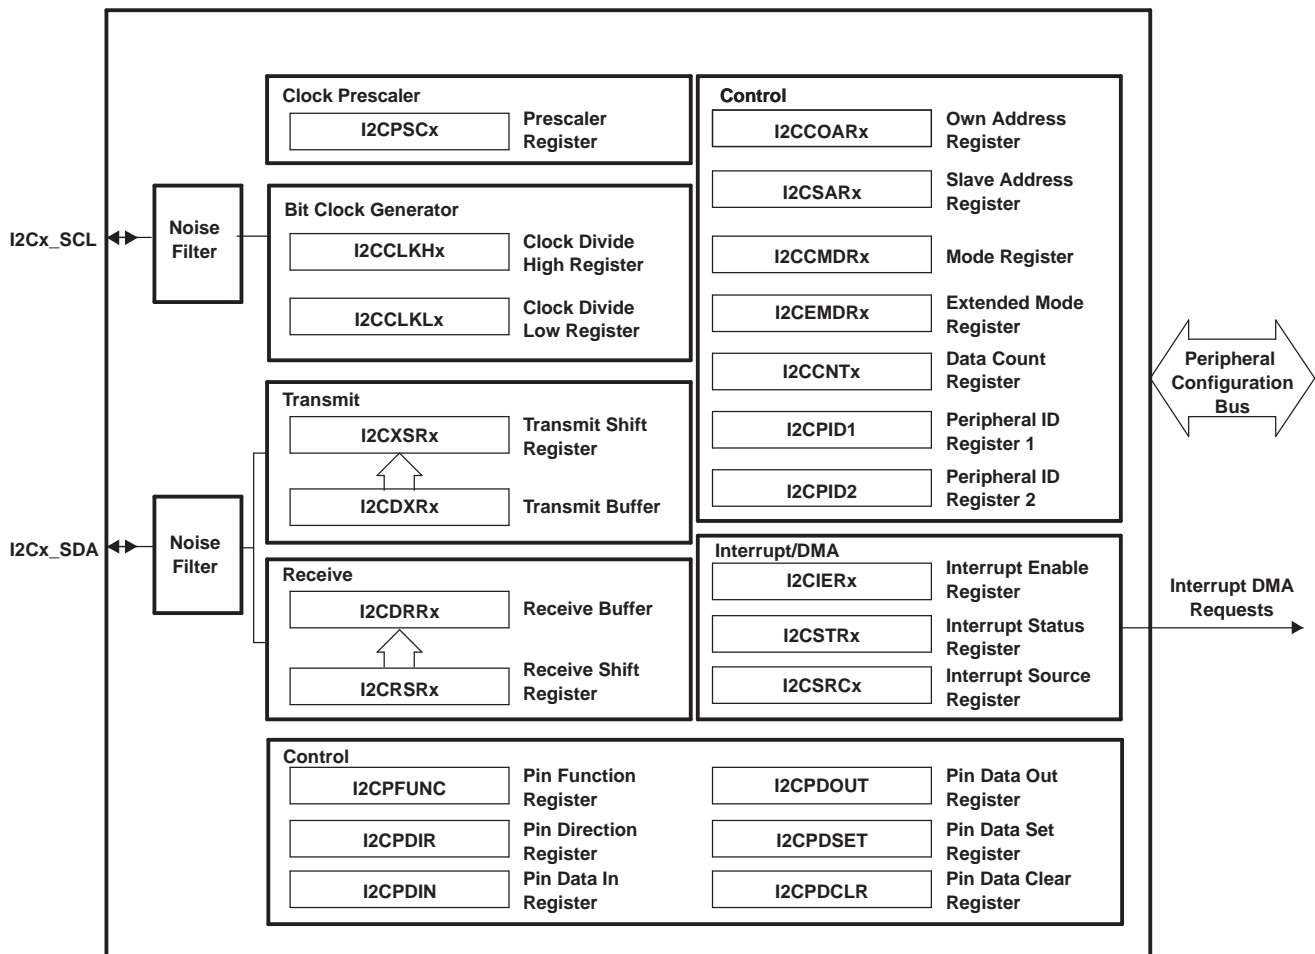 Clock Prescaler
I2CPSCx
Prescaler
Register
I2Cx_SCL
Noise
Filter
Bit Clock Generator
I2CCLKHx
Clock Divide
High Register
I2CCLKLx
Clock Divide
Low Register
Transmit
I2CXSRx
Transmit Shift
Register
I2CDXRx
Transmit Buffer
I2Cx_SDA
Noise
Filter
Receive
I2CDRRx
Receive Buffer
I2CRSRx
Receive Shift
Register
Control
I2CCOARx
Own Address
Register
I2CSARx
Slave Address
Register
I2CCMDRx
Mode Register
I2CEMDRx
Extended Mode
Register
I2CCNTx
Data Count
Register
I2CPID1
Peripheral ID
Register 1
I2CPID2
Peripheral ID
Register 2
Peripheral
Configuration
Bus
Interrupt/DMA
I2CIERx
Interrupt Enable
Register
I2CSTRx
Interrupt Status
Register
I2CSRCx
Interrupt Source
Register
Interrupt DMA
Requests
Control
I2CPFUNC
Pin Function
Register
I2CPDIR
Pin Direction
Register
I2CPDIN
Pin Data In
Register
I2CPDOUT
Pin Data Out
Register
I2CPDSET
Pin Data Set
Register
I2CPDCLR
Pin Data Clear
Register